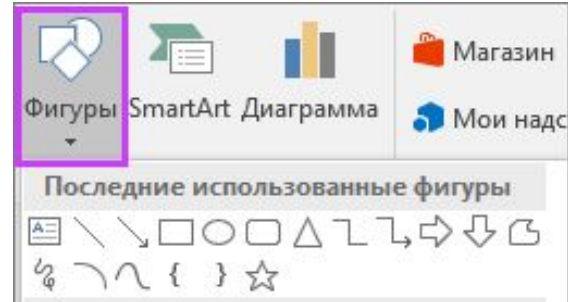 Магазин
Фигуры SmartArt Диаграмма
Мои надс
Последние использованные фигуры